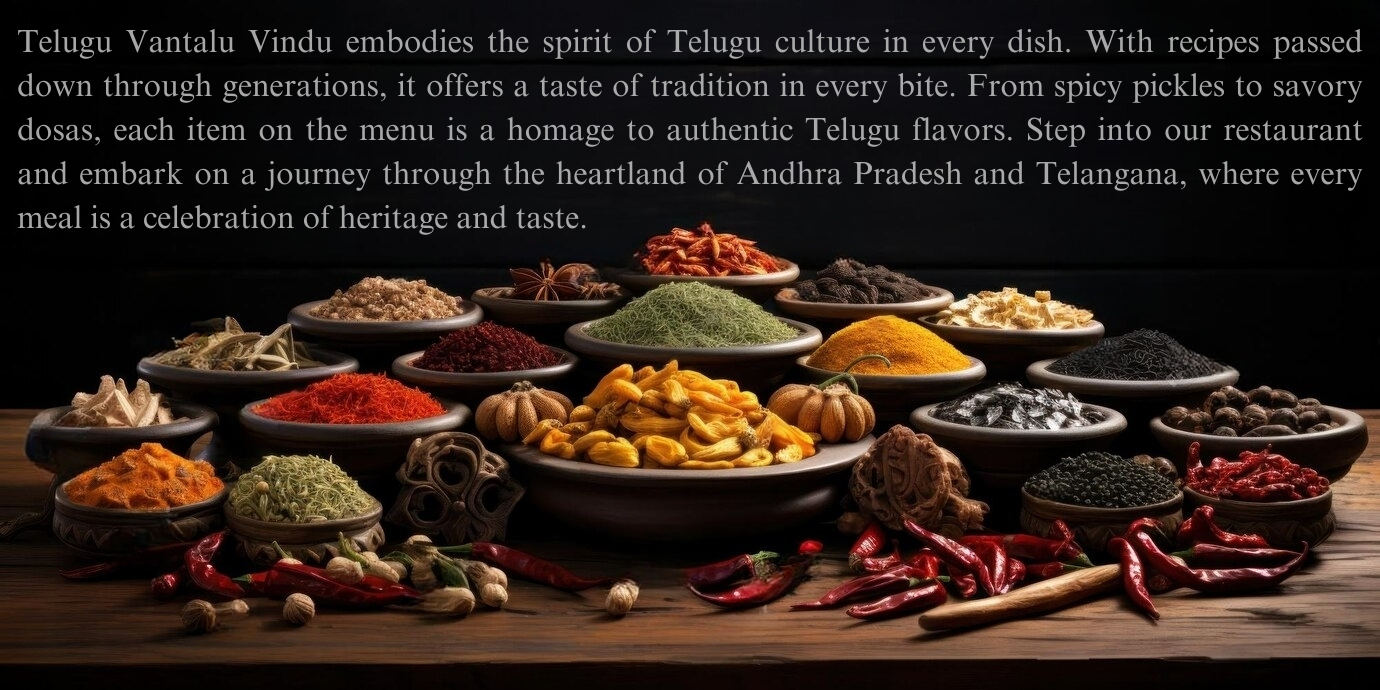 Telugu Vantalu Vindu embodies the spirit of Telugu culture in every dish. With recipes passed
down through generations, it offers a taste of tradition in every bite. From spicy pickles to savory
dosas, each item on the menu is a homage to authentic Telugu flavors. Step into our restaurant
and embark on a journey through the heartland of Andhra Pradesh and Telangana, where every
meal is a celebration of heritage and taste.